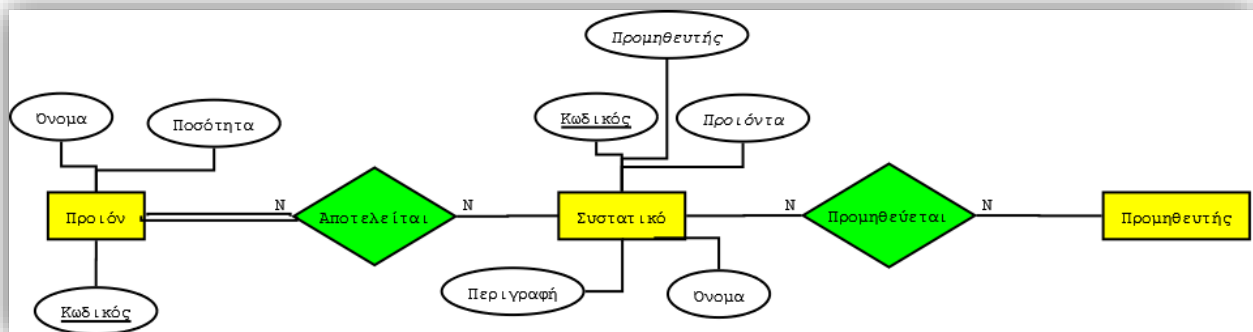 Προμηθευτής
Όνομα
Ποσότητα
Κωδικός
Προιόντα
Προιόν
N
Αποτελείται
N
Συστατικό
N
Προμηθεύεται
N
Προμηθευτής
Κωδικός
Περιγραφή
Όνομα